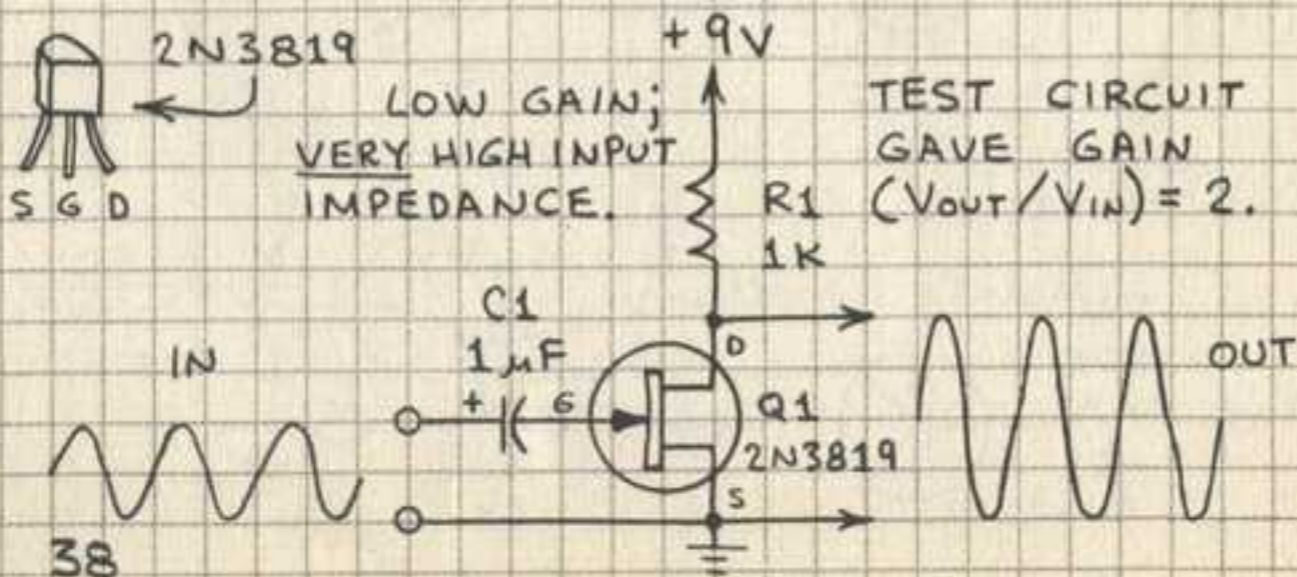 2N3819
S G D
LOW GAIN;
VERY HIGH INPUT
IMPEDANCE.
+9V
R1
1K
TEST CIRCUIT
GAVE GAIN
(VOUT/VIN) = 2.
IN
C1
1µF
+
G
D
Q1
2N3819
S
OUT
38